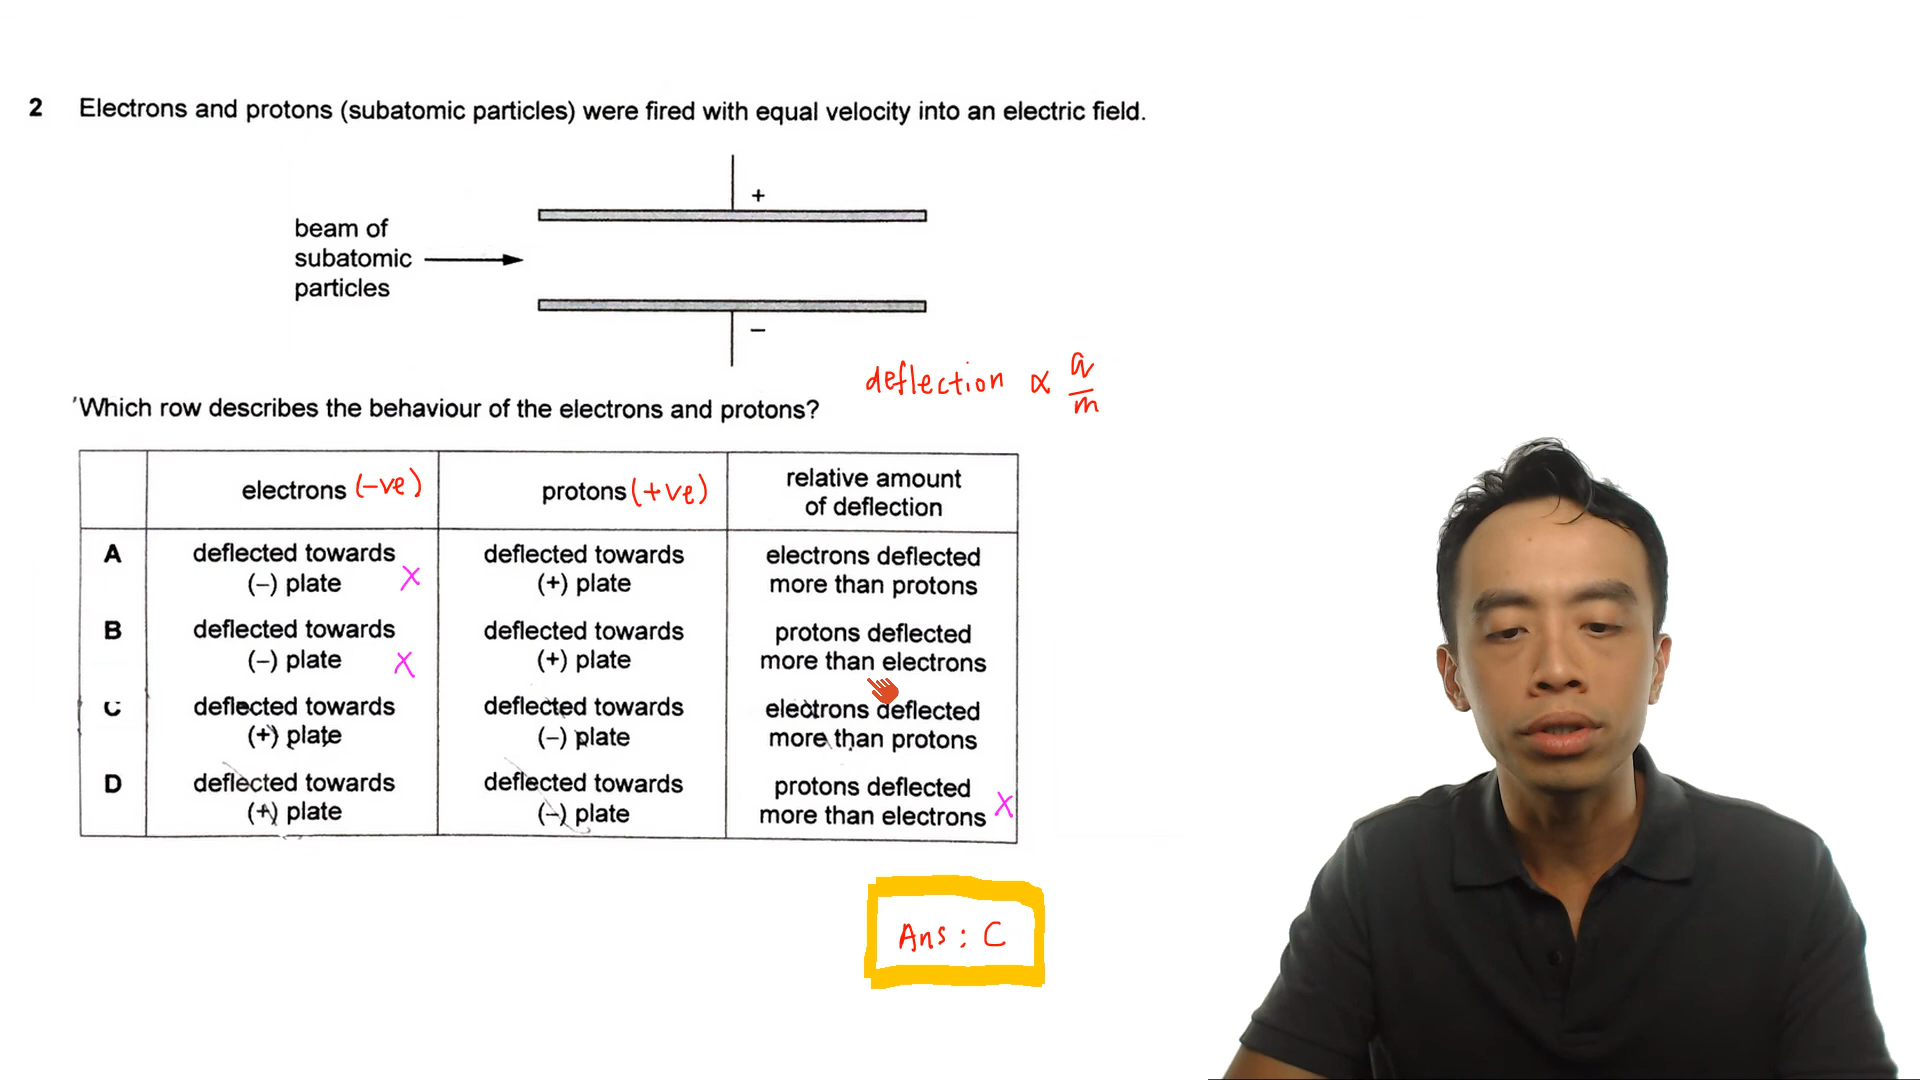 2 Electrons and protons (subatomic particles) were fired with equal velocity into an electric field.
+
beam of
subatomic
particles
−
deflection ∝ q/m
'Which row describes the behaviour of the electrons and protons?
electrons (-ve) protons (+ve) relative amount
of deflection
A deflected towards deflected towards electrons deflected
(−) plate X (+) plate more than protons
B deflected towards deflected towards protons deflected
(−) plate X (+) plate more than electrons
C deflected towards deflected towards electrons deflected
(+) plate (−) plate more than protons
D deflected towards deflected towards protons deflected
(+) plate (−) plate more than electrons X
Ans : C